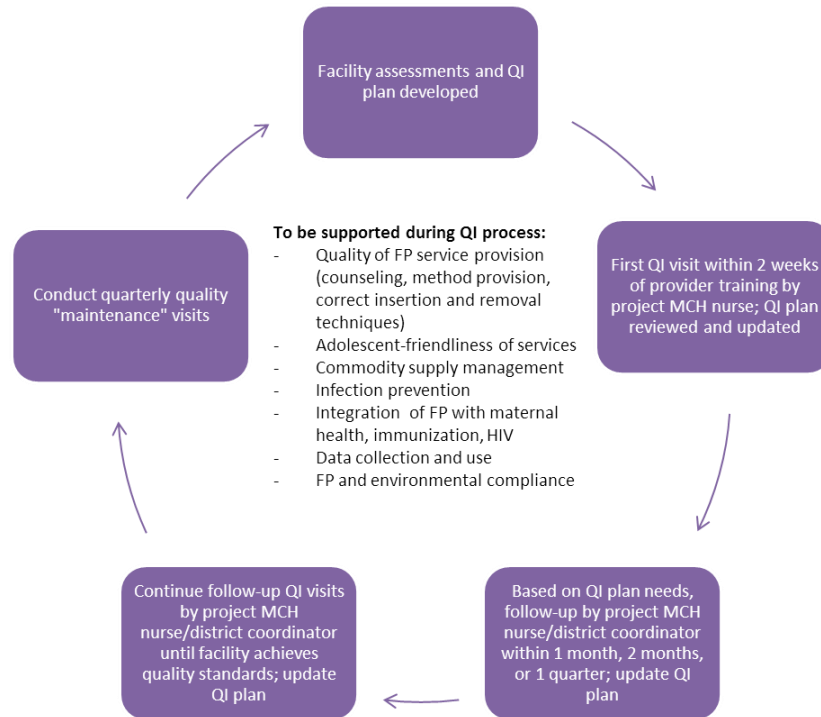 Facility assessments and QI
plan developed
First QI visit within 2 weeks
of provider training by
project MCH nurse; QI plan
reviewed and updated
Based on QI plan needs,
follow-up by project MCH
nurse/district coordinator
within 1 month, 2 months,
or 1 quarter; update QI
plan
Continue follow-up QI visits
by project MCH
nurse/district coordinator
until facility achieves
quality standards; update
QI plan
Conduct quarterly quality
"maintenance" visits
To be supported during QI process:
- Quality of FP service provision
(counseling, method provision,
correct insertion and removal
techniques)
- Adolescent-friendliness of services
- Commodity supply management
- Infection prevention
- Integration of FP with maternal
health, immunization, HIV
- Data collection and use
- FP and environmental compliance